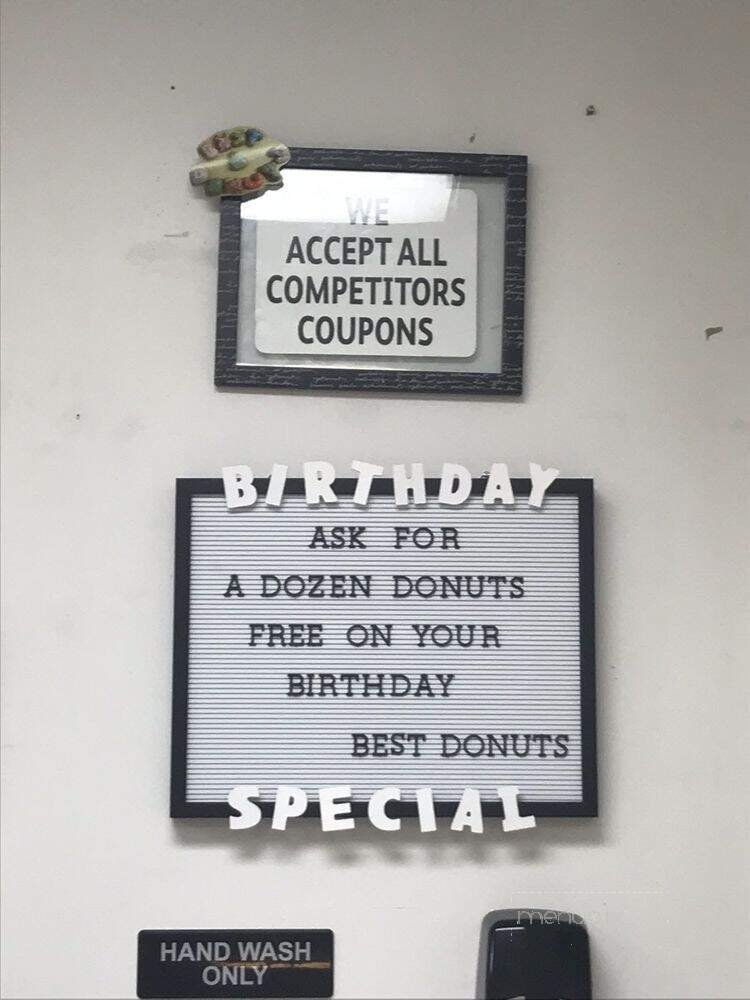 WE
ACCEPT ALL
COMPETITORS
COUPONS
BIRTHDAY
ASK FOR
A DOZEN DONUTS
FREE ON YOUR
BIRTHDAY
BEST DONUTS
SPECIAL
HAND WASH
ONLY